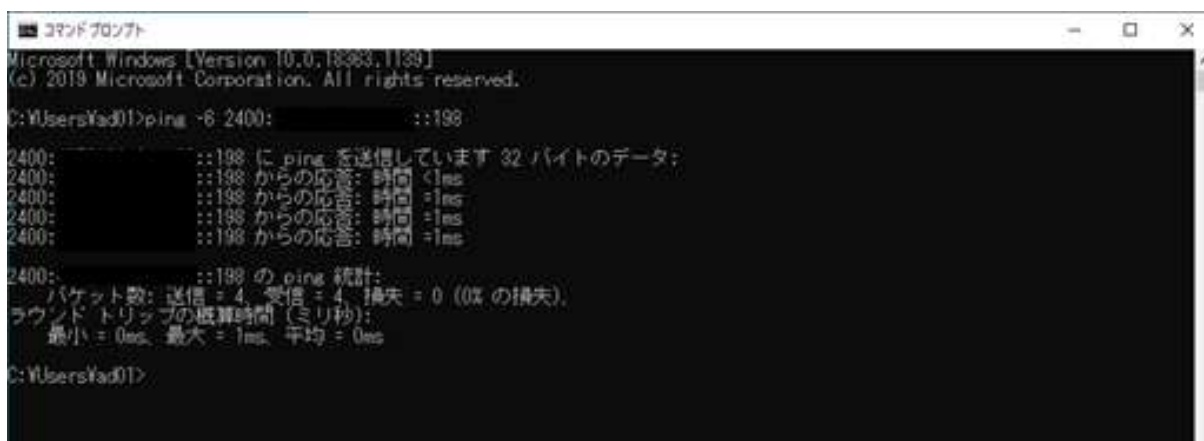 コマンド プロンプト
Microsoft Windows [Version 10.0.18363.1139]
(c) 2019 Microsoft Corporation. All rights reserved.
C:¥Users¥ad01>ping -6 2400: ::198
2400: ::198 に ping を送信しています 32 バイトのデータ:
2400: ::198 からの応答: 時間 <1ms
2400: ::198 からの応答: 時間 =1ms
2400: ::198 からの応答: 時間 =1ms
2400: ::198 からの応答: 時間 =1ms
2400: ::198 の ping 統計:
パケット数: 送信 = 4、受信 = 4、損失 = 0 (0% の損失)、
ラウンド トリップの概算時間 (ミリ秒):
最小 = 0ms、最大 = 1ms、平均 = 0ms
C:¥Users¥ad01>